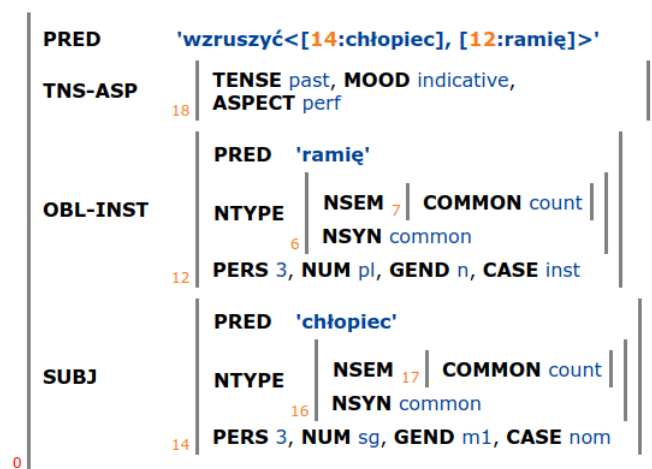 PRED 'wzruszyć<[14:chłopiec], [12:ramię]>'
TNS-ASP 18 TENSE past, MOOD indicative,
ASPECT perf
PRED 'ramię'
OBL-INST NTYPE NSEM 7 COMMON count
6 NSYN common
12 PERS 3, NUM pl, GEND n, CASE inst
PRED 'chłopiec'
SUBJ NTYPE NSEM 17 COMMON count
16 NSYN common
14 PERS 3, NUM sg, GEND m1, CASE nom
0